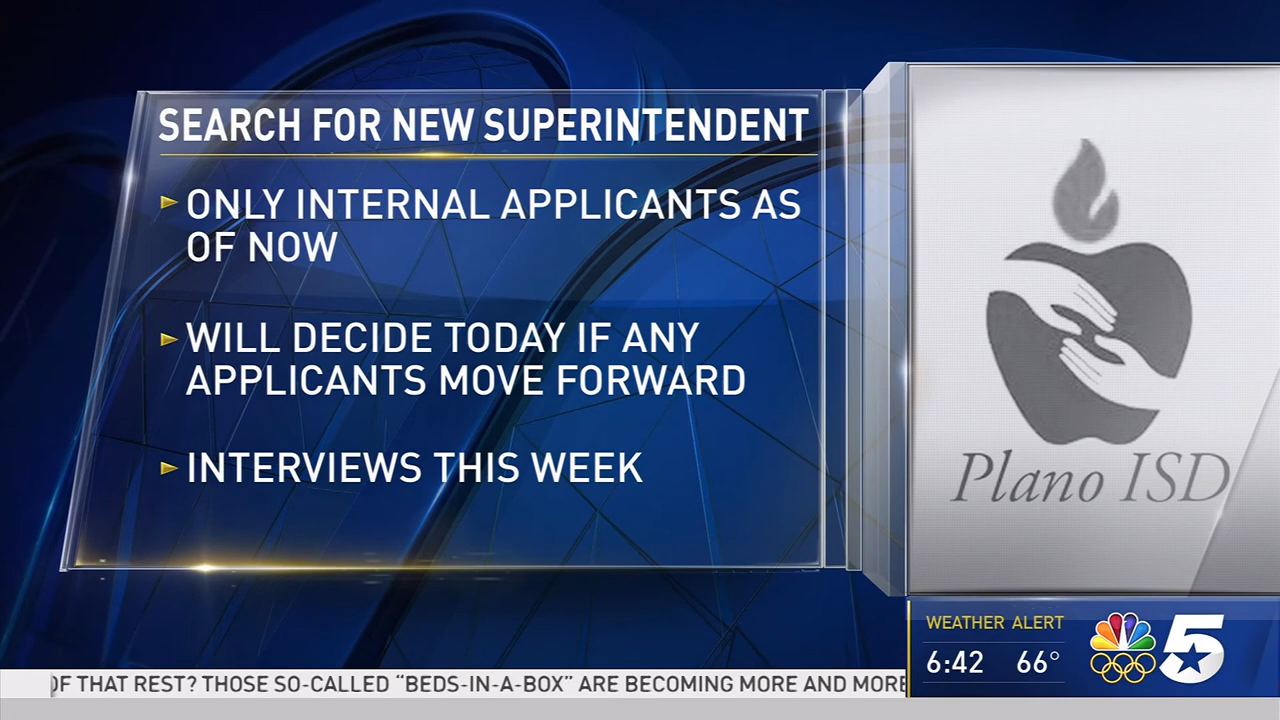 SEARCH FOR NEW SUPERINTENDENT
ONLY INTERNAL APPLICANTS AS
OF NOW
WILL DECIDE TODAY IF ANY
APPLICANTS MOVE FORWARD
INTERVIEWS THIS WEEK
Plano ISD
WEATHER ALERT
6:42 66°
5
OF THAT REST? THOSE SO-CALLED “BEDS-IN-A-BOX” ARE BECOMING MORE AND MORE